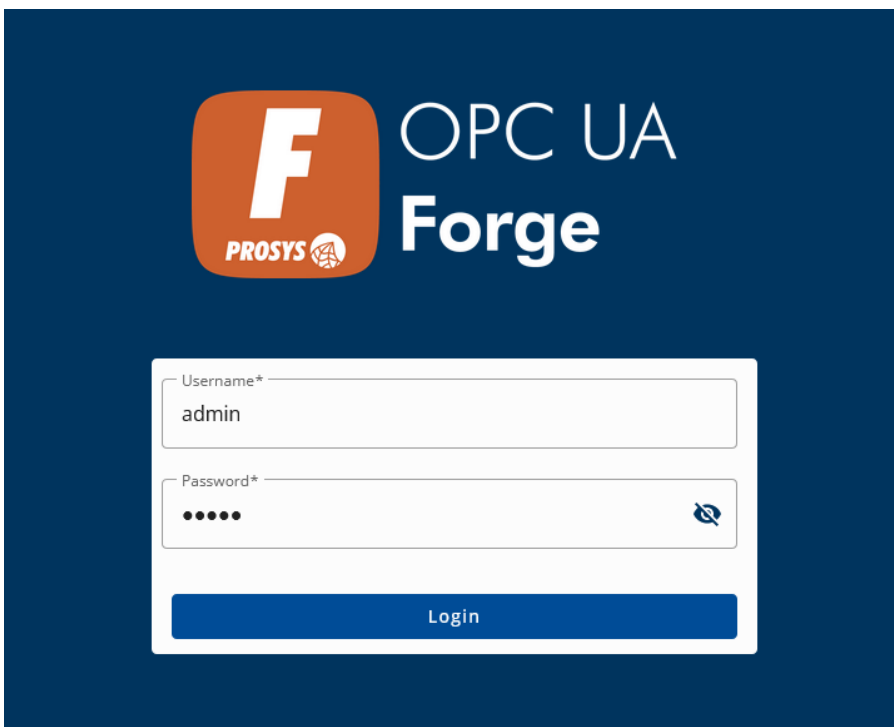 F
PROSYS
OPC UA
Forge
Username*
admin
Password*
•••••
Login